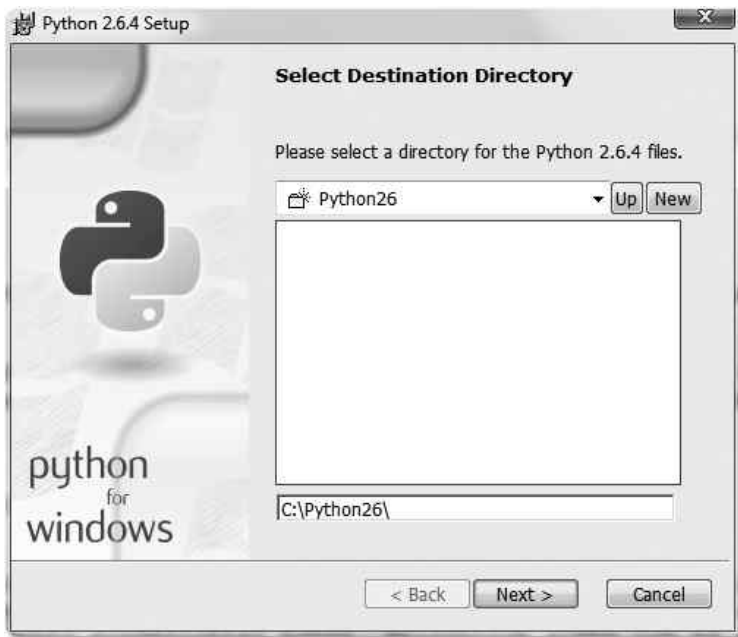 Python 2.6.4 Setup
Select Destination Directory
Please select a directory for the Python 2.6.4 files.
Python26
Up New
C:\Python26\
python
for
windows
< Back Next > Cancel